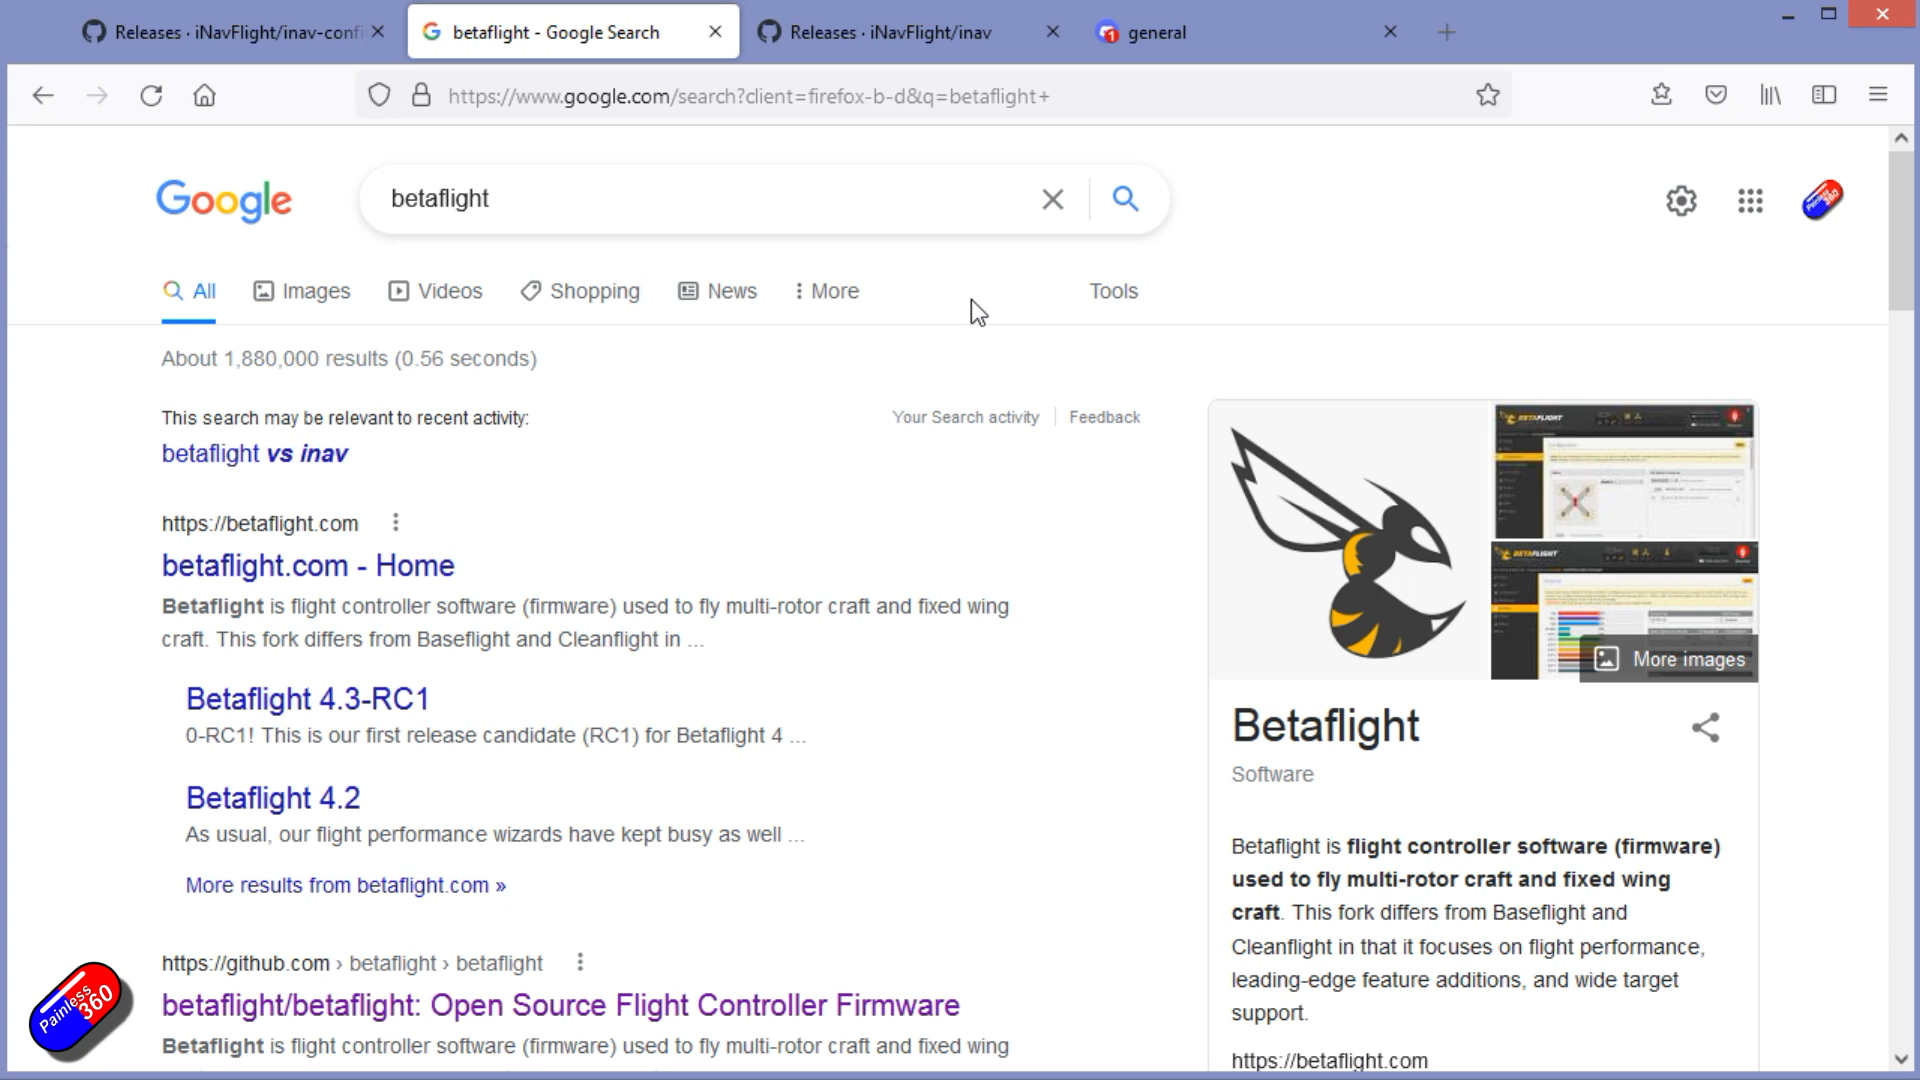 Releases · iNavFlight/inav-confi
betaflight - Google Search
Releases · iNavFlight/inav
1
general
https://www.google.com/search?client=firefox-b-d&q=betaflight+
Google
betaflight
Painless 360
All
Images
Videos
Shopping
News
More
Tools
About 1,880,000 results (0.56 seconds)
This search may be relevant to recent activity:
Your Search activity
Feedback
betaflight vs inav
https://betaflight.com
betaflight.com - Home
Betaflight is flight controller software (firmware) used to fly multi-rotor craft and fixed wing
craft. This fork differs from Baseflight and Cleanflight in ...
Betaflight 4.3-RC1
0-RC1! This is our first release candidate (RC1) for Betaflight 4 ...
Betaflight 4.2
As usual, our flight performance wizards have kept busy as well ...
More results from betaflight.com »
https://github.com › betaflight › betaflight
betaflight/betaflight: Open Source Flight Controller Firmware
Betaflight is flight controller software (firmware) used to fly multi-rotor craft and fixed wing
BETAFLIGHT
BETAFLIGHT
More images
Betaflight
Software
Betaflight is flight controller software (firmware)
used to fly multi-rotor craft and fixed wing
craft. This fork differs from Baseflight and
Cleanflight in that it focuses on flight performance,
leading-edge feature additions, and wide target
support.
https://betaflight.com
Painless
360